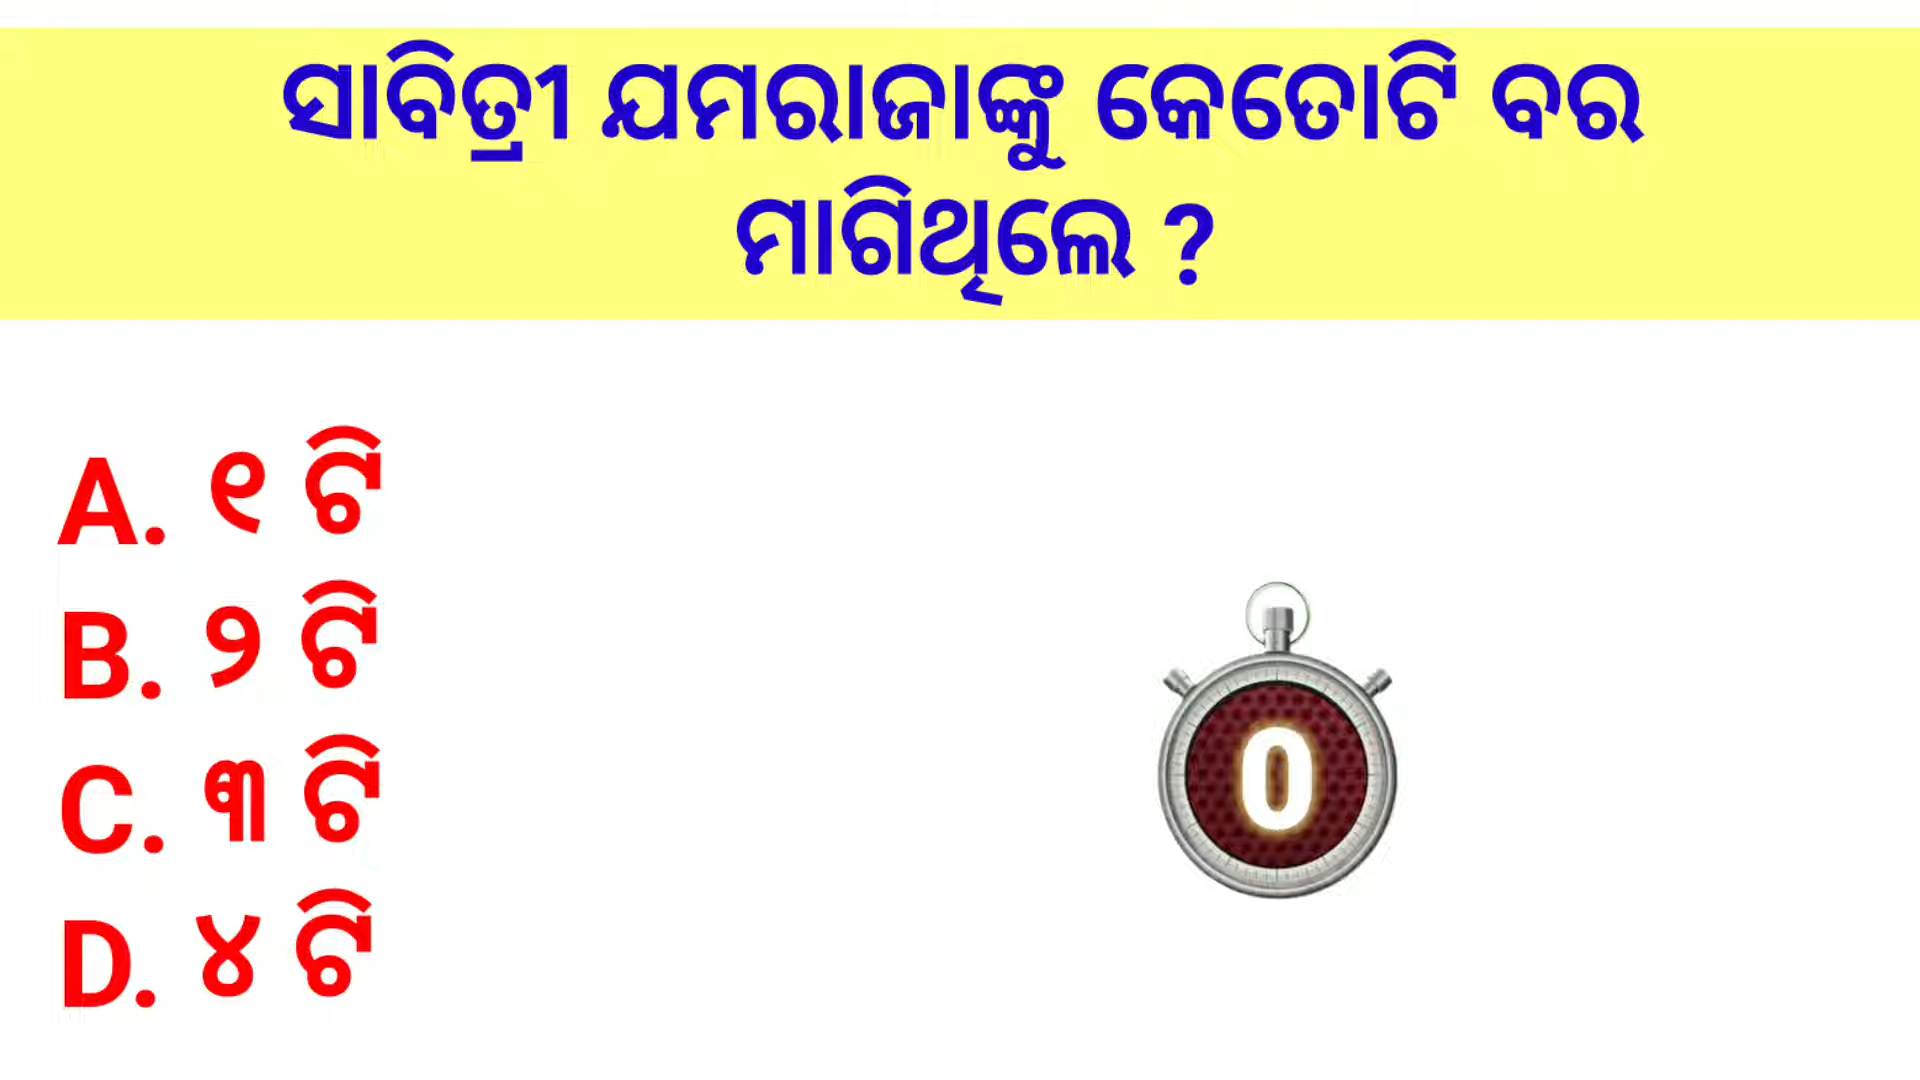 ସାବିତ୍ରୀ ଯମରାଜାଙ୍କୁ କେତୋଟି ବର
ମାଗିଥିଲେ ?
A. ୧ ଟି
B. ୨ ଟି
C. ୩ ଟି
D. ୪ ଟି
0